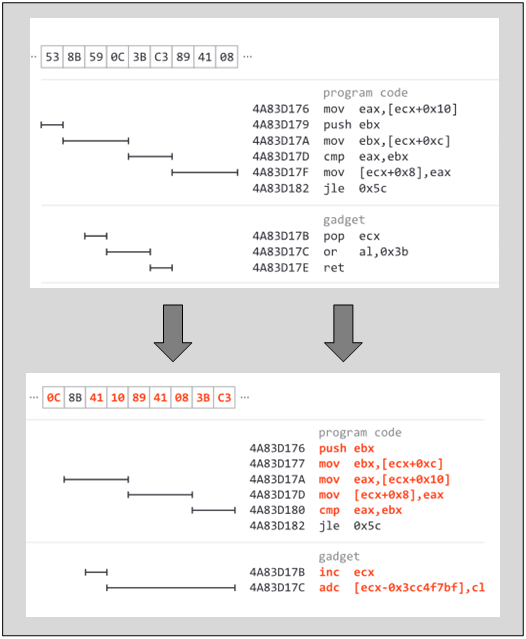 ·· 53 8B 59 0C 3B C3 89 41 08 ···
program code
4A83D176 mov eax,[ecx+0x10]
4A83D179 push ebx
4A83D17A mov ebx,[ecx+0xc]
4A83D17D cmp eax,ebx
4A83D17F mov [ecx+0x8],eax
4A83D182 jle 0x5c
gadget
4A83D17B pop ecx
4A83D17C or al,0x3b
4A83D17E ret
··· 0C 8B 41 10 89 41 08 3B C3 ···
program code
4A83D176 push ebx
4A83D177 mov ebx,[ecx+0xc]
4A83D17A mov eax,[ecx+0x10]
4A83D17D mov [ecx+0x8],eax
4A83D180 cmp eax,ebx
4A83D182 jle 0x5c
gadget
4A83D17B inc ecx
4A83D17C adc [ecx-0x3cc4f7bf],cl